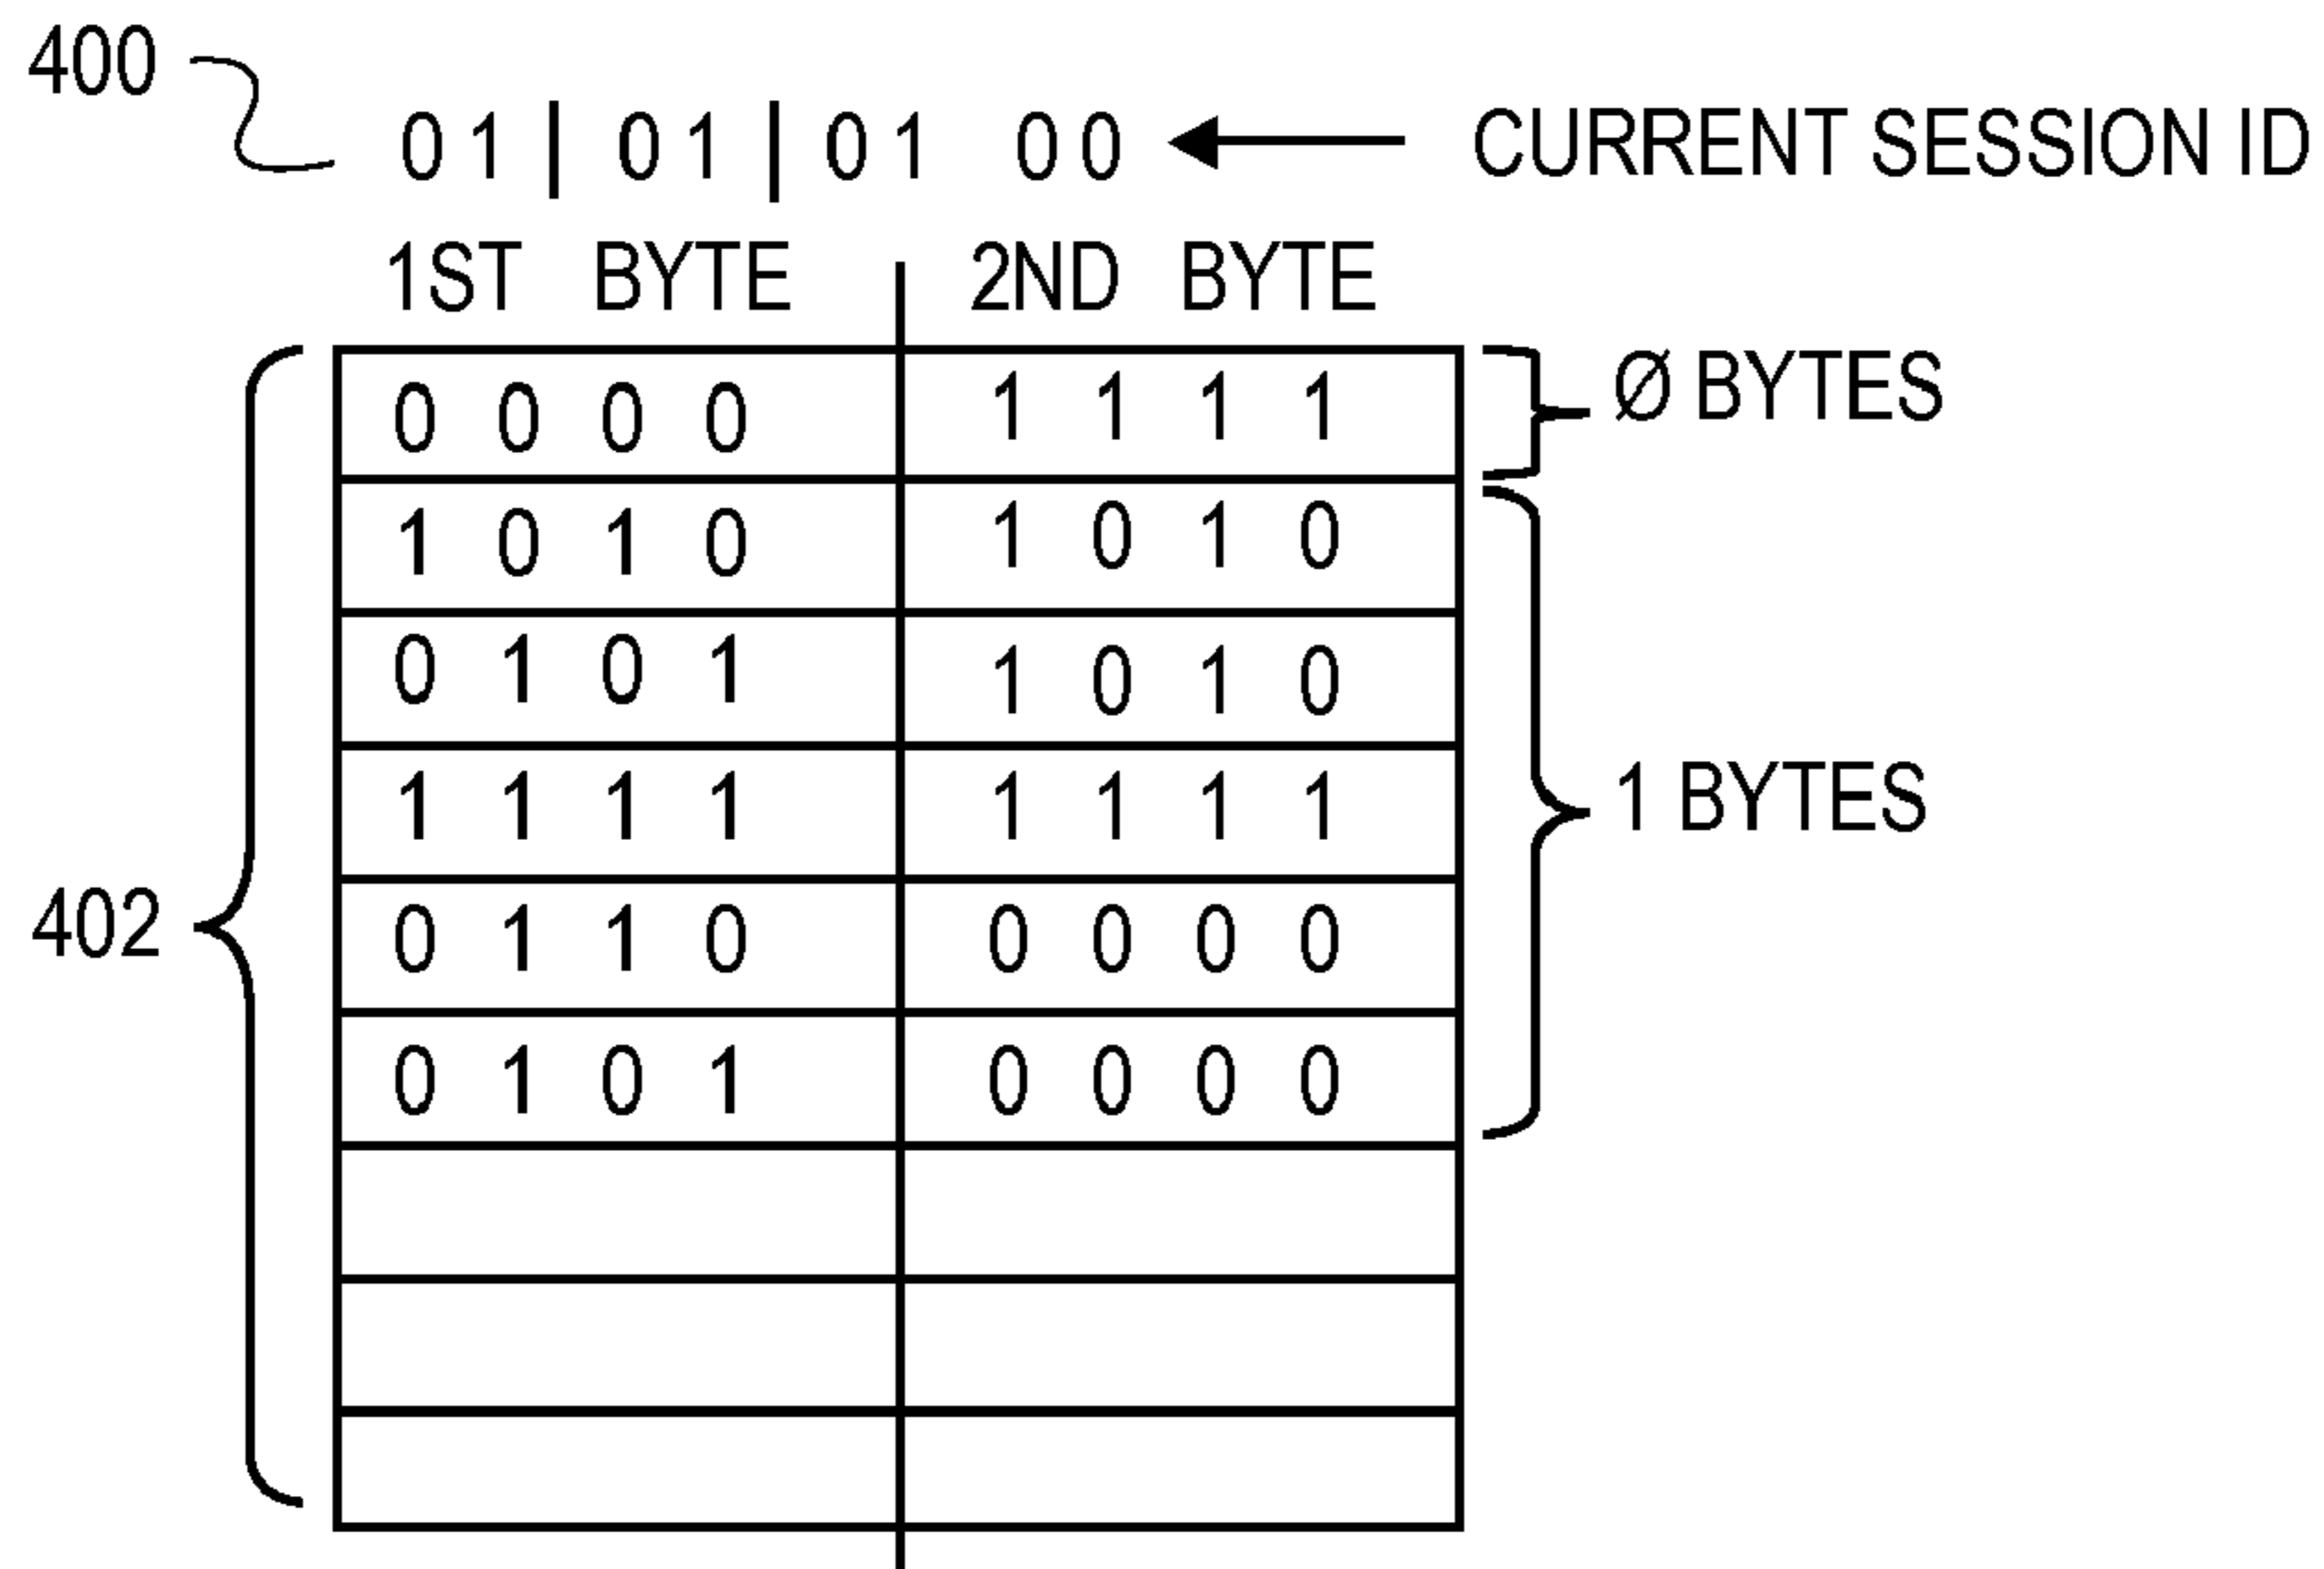 400
01 | 01 | 01 00 CURRENT SESSION ID
1ST BYTE 2ND BYTE
0 0 0 0 1 1 1 1 Ø BYTES
1 0 1 0 1 0 1 0
0 1 0 1 1 0 1 0
1 1 1 1 1 1 1 1 1 BYTES
402 0 1 1 0 0 0 0 0
0 1 0 1 0 0 0 0